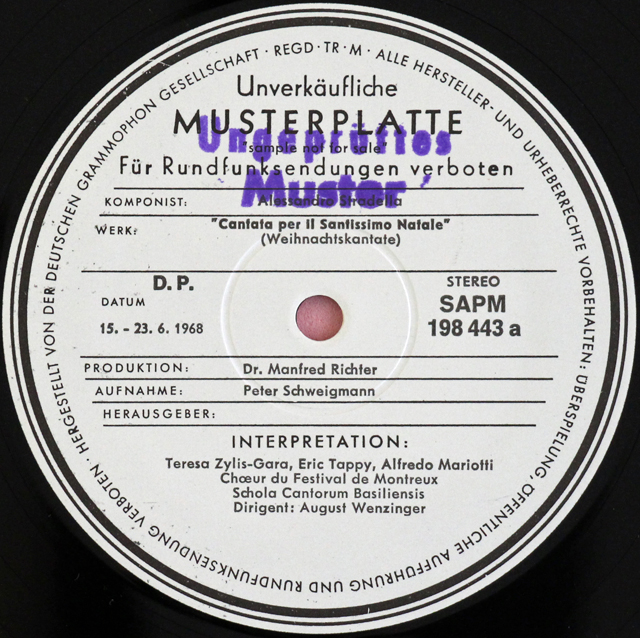 HERGESTELLT VON DER DEUTSCHEN GRAMMOPHON GESELLSCHAFT · REGD · TR · M · ALLE HERSTELLER- UND URHEBERRECHTE VORBEHALTEN: ÜBERSPIELUNG, ÖFFENTLICHE AUFFÜHRUNG UND RUNDFUNKSENDUNG VERBOTEN ·
Unverkäufliche
MUSTERPLATTE
Ungeprüftes
"sample not for sale"
Für Rundfunksendungen verboten
Muster
KOMPONIST: Alessandro Stradella
WERK: "Cantata per il Santissimo Natale"
(Weihnachtskantate)
D. P.
DATUM
15. - 23. 6. 1968
STEREO
SAPM
198 443 a
PRODUKTION: Dr. Manfred Richter
AUFNAHME: Peter Schweigmann
HERAUSGEBER:
INTERPRETATION:
Teresa Zylis-Gara, Eric Tappy, Alfredo Mariotti
Chœur du Festival de Montreux
Schola Cantorum Basiliensis
Dirigent: August Wenzinger